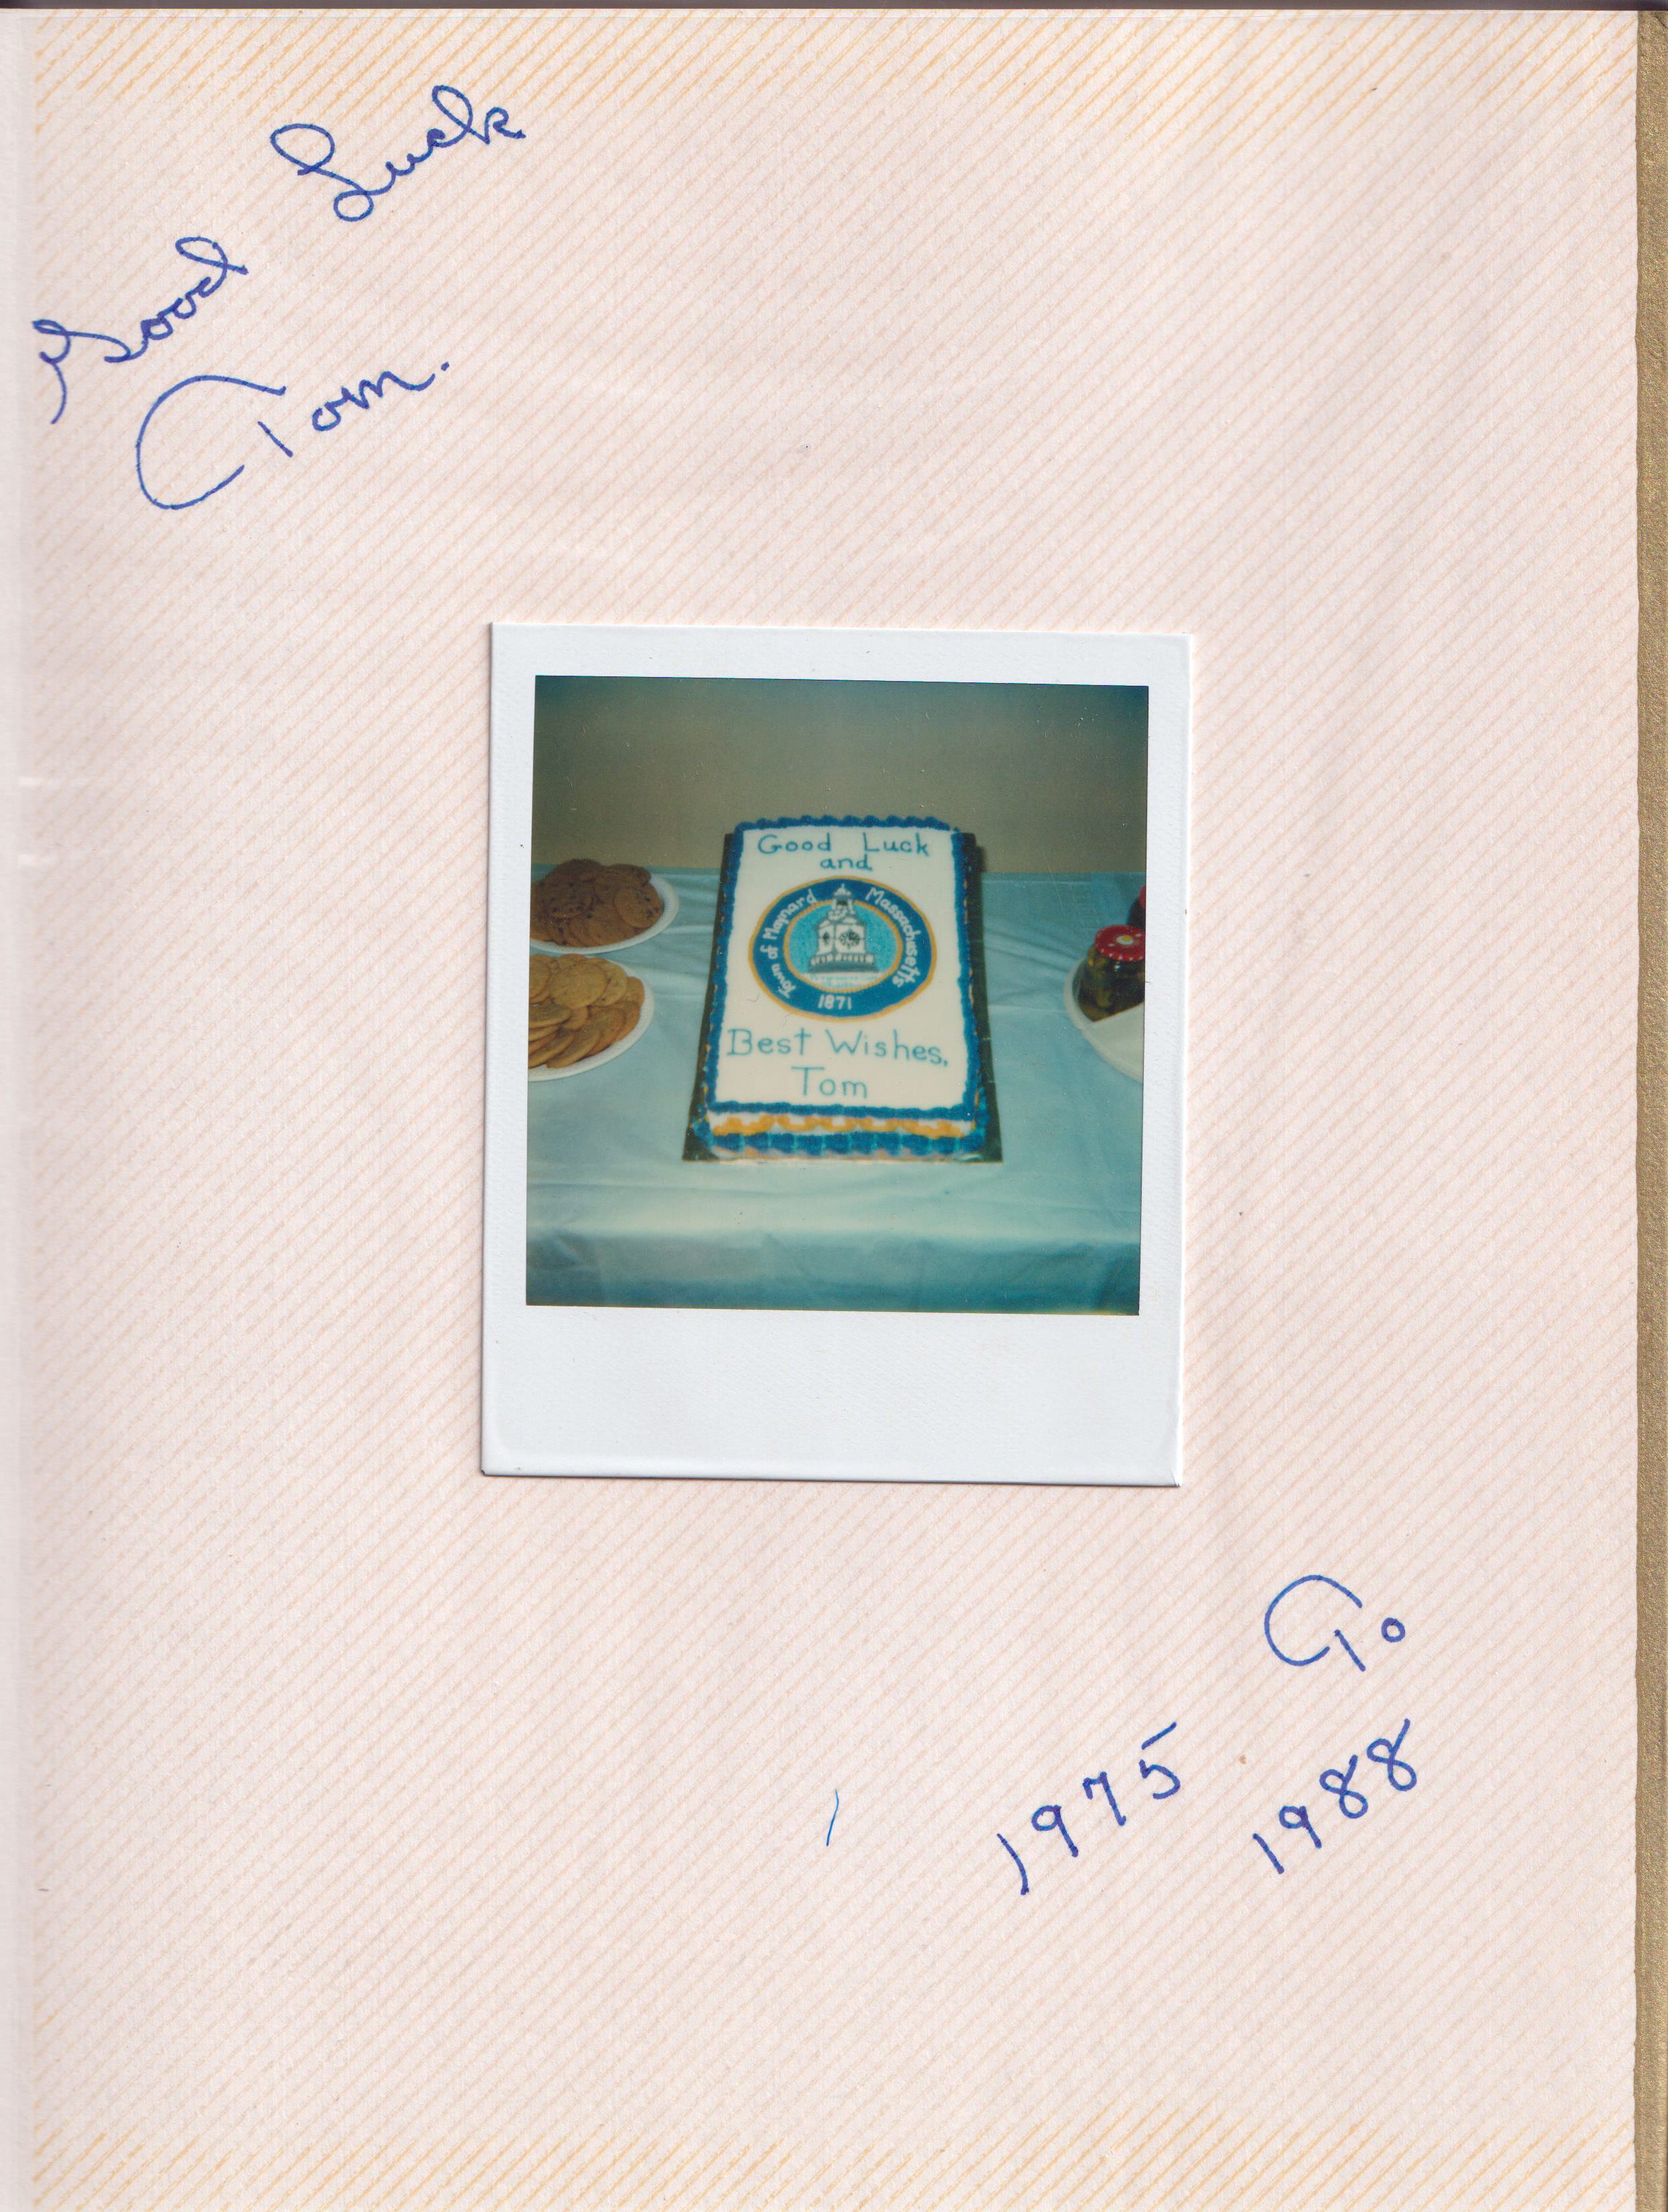 Good Luck
Tom.
Good Luck
and
Town of Maynard Massachusetts
1871
Best Wishes,
Tom
1975 To
1988